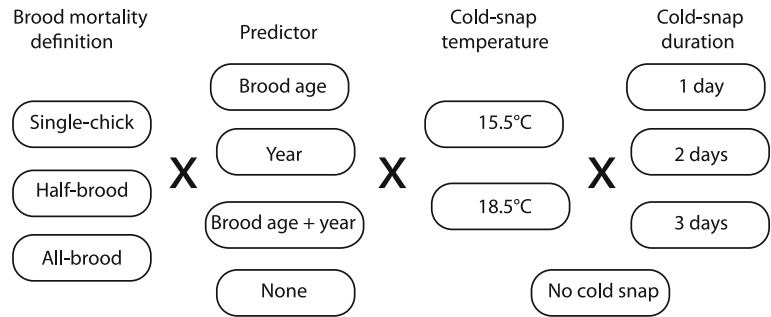 Brood mortality
definition
Single-chick
Half-brood
All-brood
X
Predictor
Brood age
Year
Brood age + year
None
X
Cold-snap
temperature
15.5°C
18.5°C
X
Cold-snap
duration
1 day
2 days
3 days
No cold snap